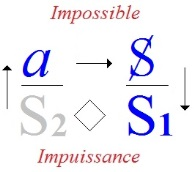 Impossible
a → $
S2 ◇ S1
Impuissance